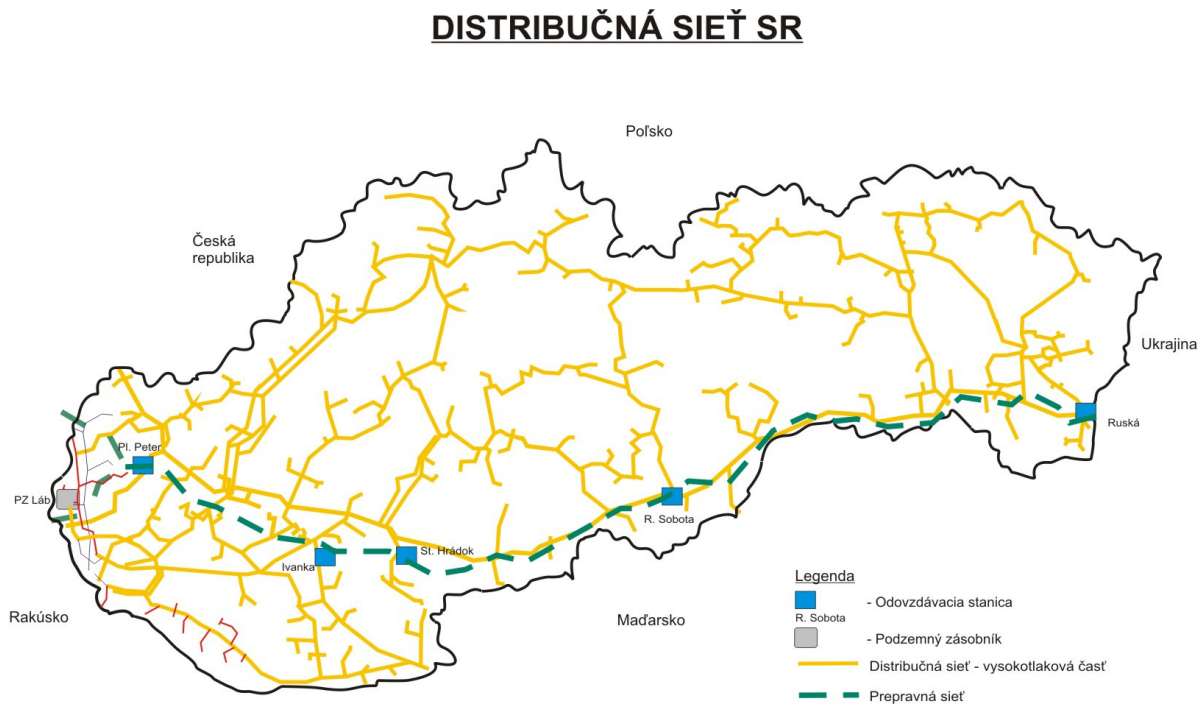 DISTRIBUČNÁ SIEŤ SR
Poľsko
Česká
republika
Ukrajina
Ruská
Pl. Peter
PZ Láb
R. Sobota
St. Hrádok
Ivanka
Rakúsko
Maďarsko
Legenda
- Odovzdávacia stanica
R. Sobota
- Podzemný zásobník
Distribučná sieť - vysokotlaková časť
Prepravná sieť